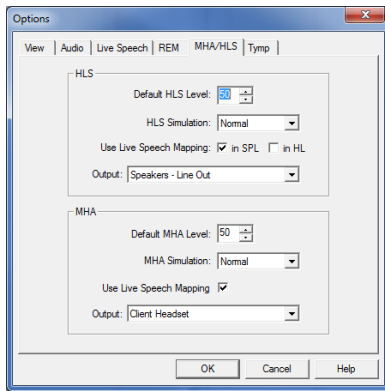 Options
View Audio Live Speech REM MHA/HLS Tymp
HLS
Default HLS Level: 50
HLS Simulation: Normal
Use Live Speech Mapping: in SPL in HL
Output: Speakers - Line Out
MHA
Default MHA Level: 50
MHA Simulation: Normal
Use Live Speech Mapping
Output: Client Headset
OK Cancel Help